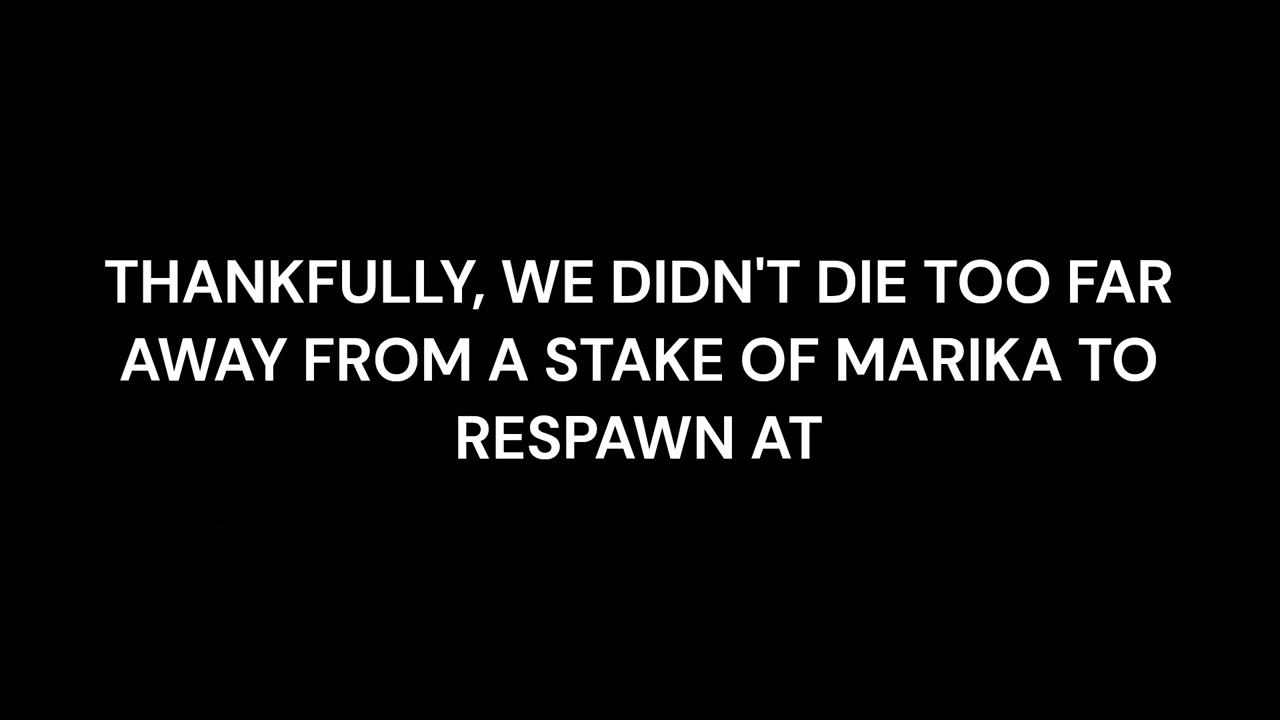 THANKFULLY, WE DIDN'T DIE TOO FAR
AWAY FROM A STAKE OF MARIKA TO
RESPAWN AT